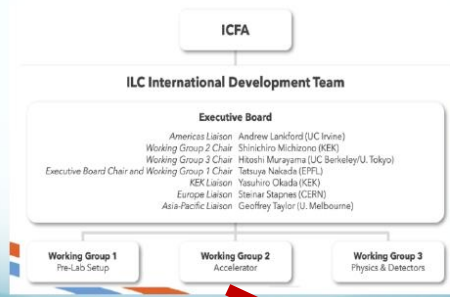 ICFA
ILC International Development Team
Executive Board
Americas Liaison Andrew Lankford (UC Irvine)
Working Group 2 Chair Shinichiro Michizono (KEK)
Working Group 3 Chair Hitoshi Murayama (UC Berkeley/U. Tokyo)
Executive Board Chair and Working Group 1 Chair Tatsuya Nakada (EPFL)
KEK Liaison Yasuhiro Okada (KEK)
Europe Liaison Steinar Stapnes (CERN)
Asia-Pacific Liaison Geoffrey Taylor (U. Melbourne)
Working Group 1 Working Group 2 Working Group 3
Pre-Lab Setup Accelerator Physics & Detectors